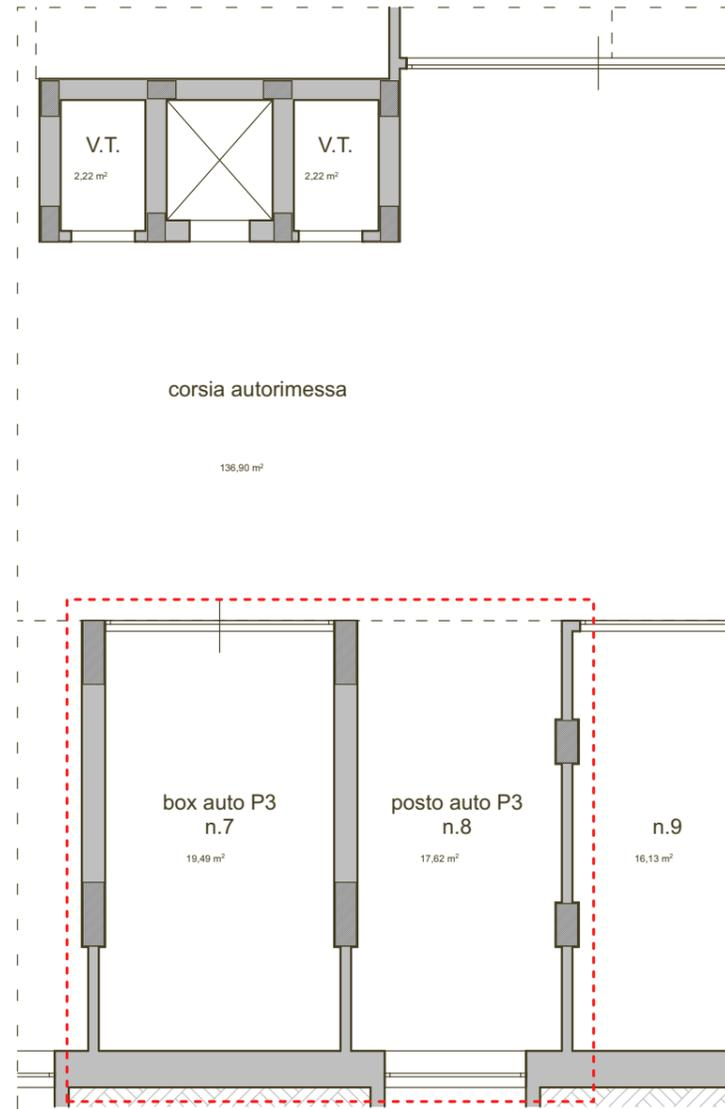 V.T.
2,22 m²
V.T.
2,22 m²
corsia autorimessa
136,90 m²
box auto P3
n.7
19,49 m²
posto auto P3
n.8
17,62 m²
n.9
16,13 m²